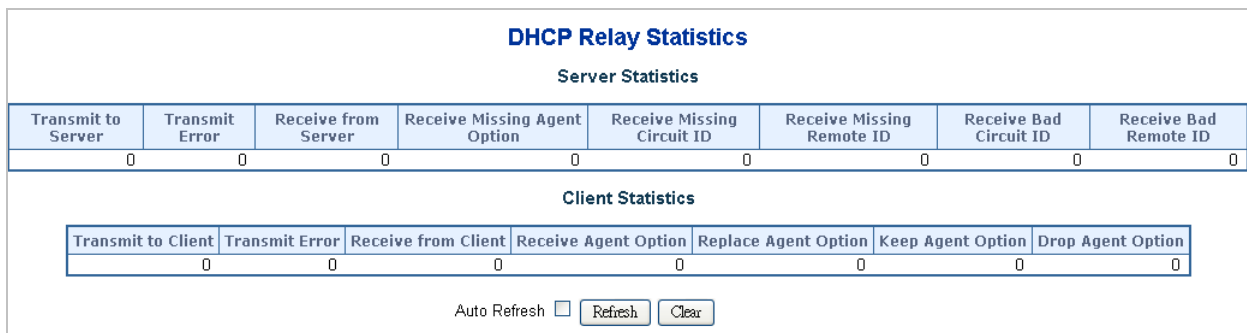 DHCP Relay Statistics
Server Statistics
Transmit to Server Transmit Error Receive from Server Receive Missing Agent Option Receive Missing Circuit ID Receive Missing Remote ID Receive Bad Circuit ID Receive Bad Remote ID
0 0 0 0 0 0 0 0
Client Statistics
Transmit to Client Transmit Error Receive from Client Receive Agent Option Replace Agent Option Keep Agent Option Drop Agent Option
0 0 0 0 0 0 0
Auto Refresh Refresh Clear